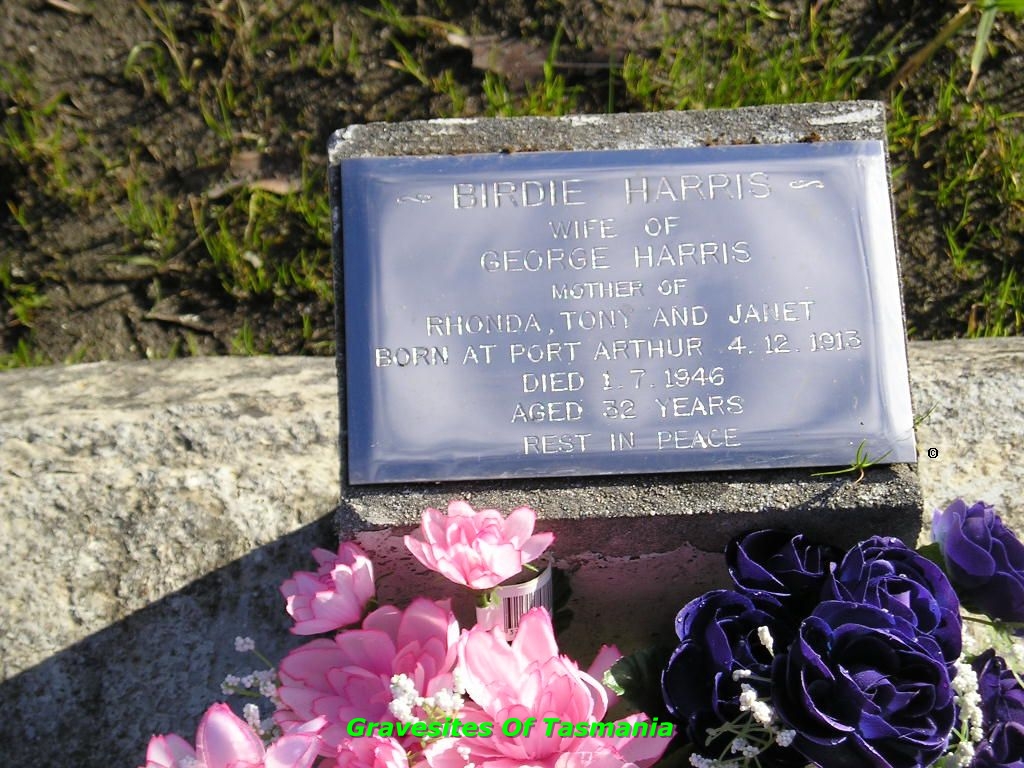 ~ BIRDIE HARRIS ~
WIFE OF
GEORGE HARRIS
MOTHER OF
RHONDA, TONY AND JANET
BORN AT PORT ARTHUR 4.12.1913
DIED 1.7.1946
AGED 32 YEARS
REST IN PEACE
©
Gravesites Of Tasmania